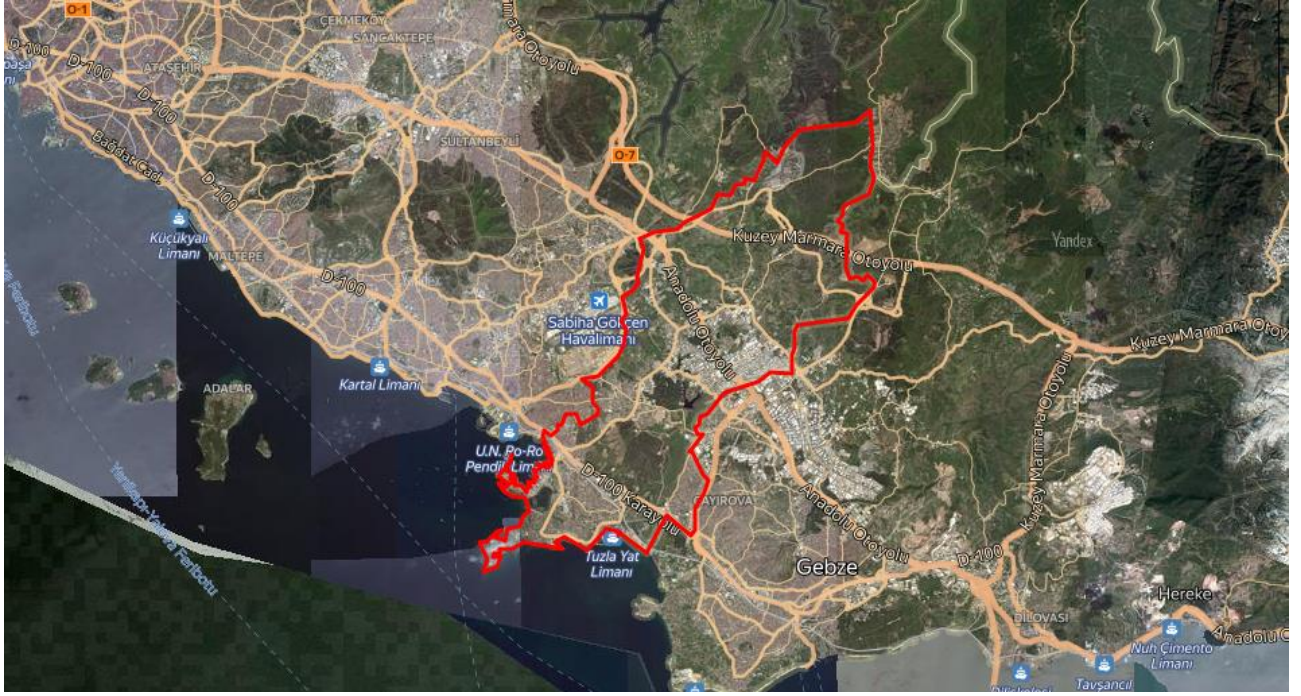 O-1
ÇEKMEKÖY
SANCAKTEPE
Marmara Otoyolu
D-100
D-100
ATAŞEHİR
D-100
SULTANBEYLİ
O-7
Bağdat Cad.
D-100
Küçükyalı
Limanı
MALTEPE
Kuzey Marmara Otoyolu
Yandex
D-100
Anadolu Otoyolu
Sabiha Gökçen
Havalimanı
Kuzey Marmara Otoyolu
Kartal Limanı
ADALAR
Kuzey Marmara Otoyolu
U.N. Ro-Ro
Pendik Limanı
D-100 Karayolu
ÇAYIROVA
Anadolu Otoyolu
Yenikapı-Yalova Feribotu
Tuzla Yat
Limanı
Gebze
D-100
Hereke
DİLOVASI
Nuh Çimento
Limanı
Anadolu O
Tavşancıl